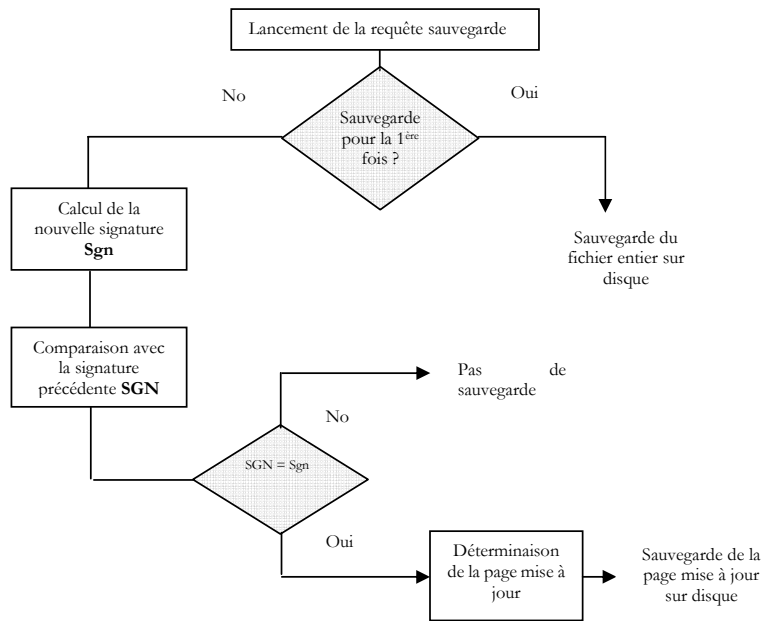 Lancement de la requête sauvegarde
No
Oui
Sauvegarde
pour la 1ère
fois ?
Calcul de la
nouvelle signature
Sgn
Sauvegarde du
fichier entier sur
disque
Comparaison avec
la signature
précédente SGN
Pas de
sauvegarde
No
SGN = Sgn
Oui
Déterminaison
de la page mise à
jour
Sauvegarde de la
page mise à jour
sur disque